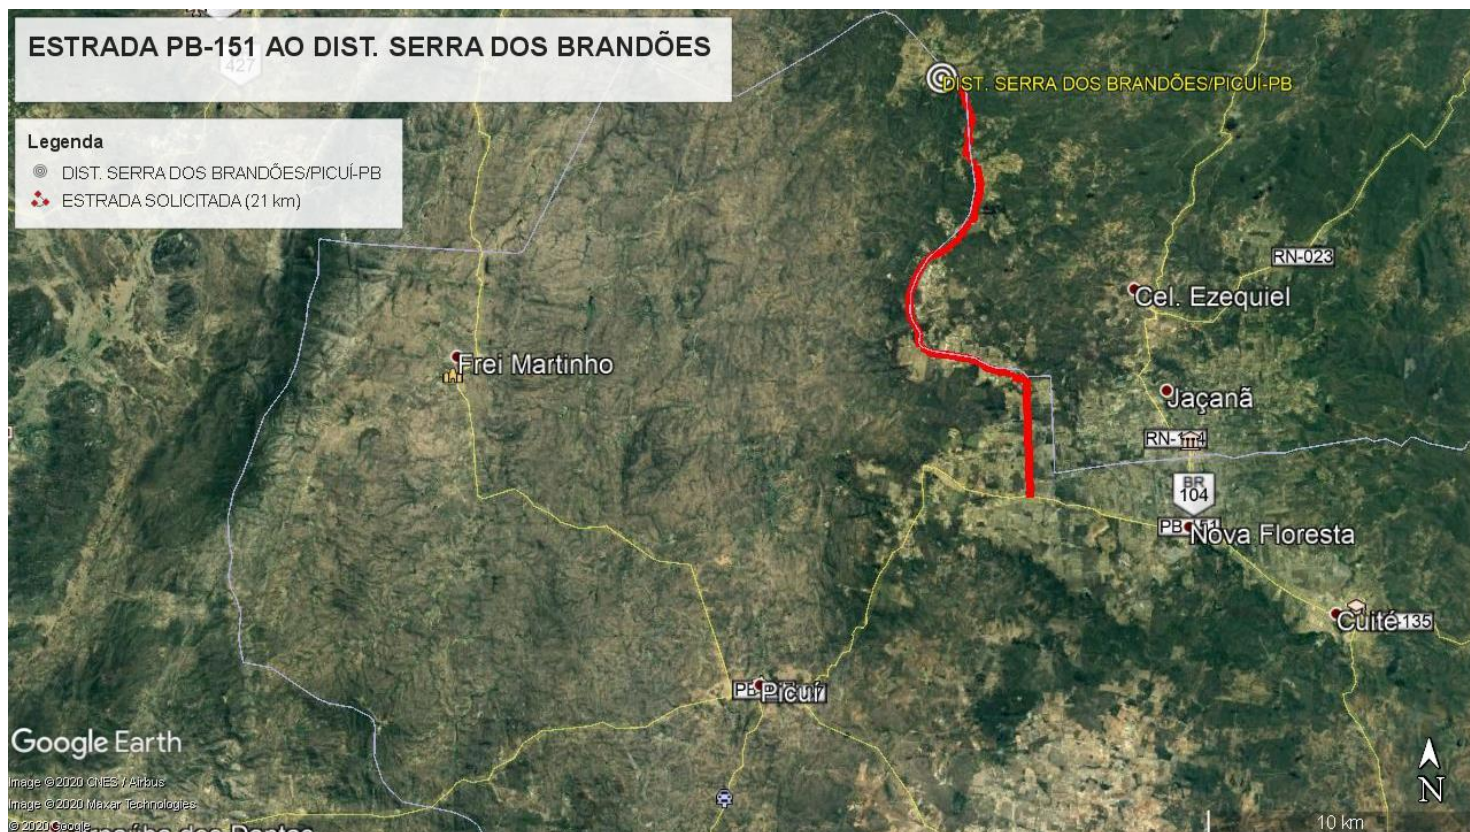 ESTRADA PB-151 AO DIST. SERRA DOS BRANDÕES
427
Legenda
DIST. SERRA DOS BRANDÕES/PICUÍ-PB
ESTRADA SOLICITADA (21 km)
DIST. SERRA DOS BRANDÕES/PICUÍ-PB
RN-023
Cel. Ezequiel
Frei Martinho
Jaçanã
BR
104
Nova Floresta
Cuité
Picuí
Google Earth
Image © 2020 CNES / Airbus
Image © 2020 Maxar Technologies
© 2020 Google
N
10 km